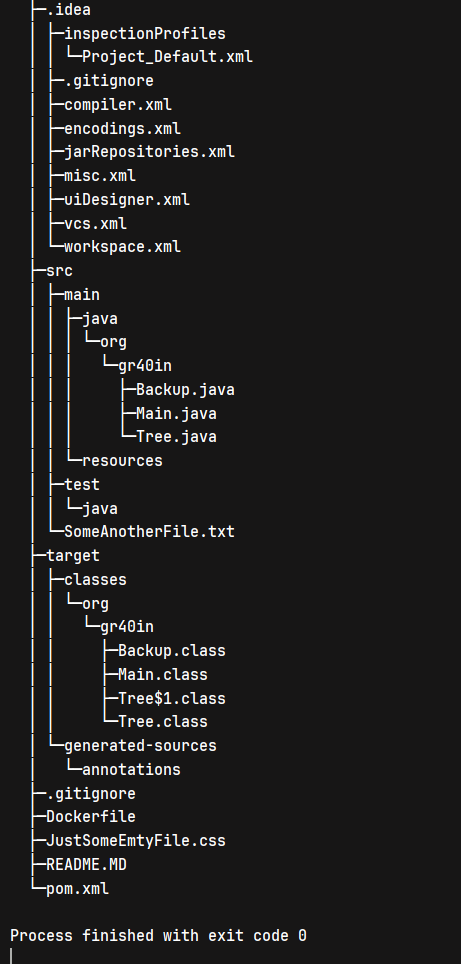 ├─.idea
│ ├─inspectionProfiles
│ │ └─Project_Default.xml
│ ├─.gitignore
│ ├─compiler.xml
│ ├─encodings.xml
│ ├─jarRepositories.xml
│ ├─misc.xml
│ ├─uiDesigner.xml
│ ├─vcs.xml
│ └─workspace.xml
├─src
│ ├─main
│ │ ├─java
│ │ │ └─org
│ │ │   └─gr40in
│ │ │     ├─Backup.java
│ │ │     ├─Main.java
│ │ │     └─Tree.java
│ │ └─resources
│ ├─test
│ │ └─java
│ └─SomeAnotherFile.txt
├─target
│ ├─classes
│ │ └─org
│ │   └─gr40in
│ │     ├─Backup.class
│ │     ├─Main.class
│ │     ├─Tree$1.class
│ │     └─Tree.class
│ └─generated-sources
│   └─annotations
├─.gitignore
├─Dockerfile
├─JustSomeEmtyFile.css
├─README.MD
└─pom.xml
Process finished with exit code 0